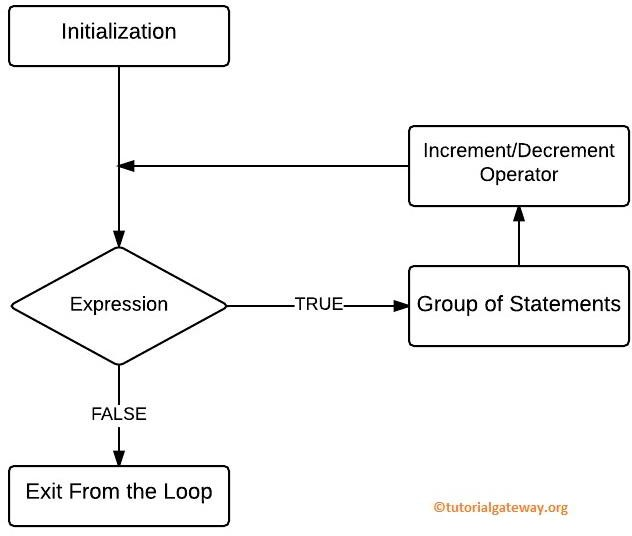 Initialization
Increment/Decrement
Operator
Expression
TRUE
Group of Statements
FALSE
Exit From the Loop
©tutorialgateway.org